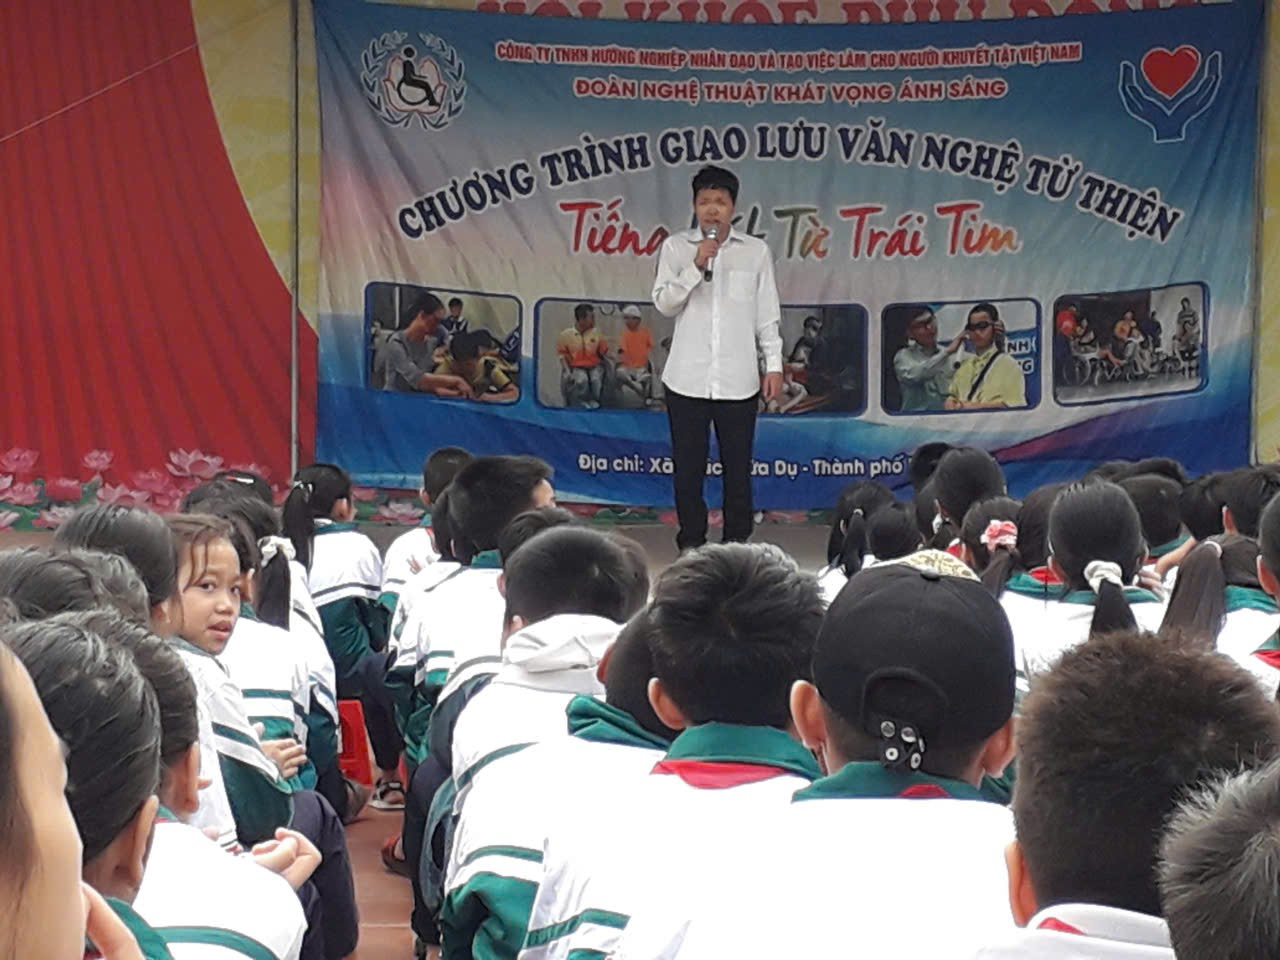 CÔNG TY TNHH HƯỚNG NGHIỆP NHÂN ĐẠO VÀ TẠO VIỆC LÀM CHO NGƯỜI KHUYẾT TẬT VIỆT NAM
ĐOÀN NGHỆ THUẬT KHÁT VỌNG ÁNH SÁNG
CHƯƠNG TRÌNH GIAO LƯU VĂN NGHỆ TỪ THIỆN
Tiếng Từ Trái Tim
Địa chỉ: Xã Dụ - Thành phố